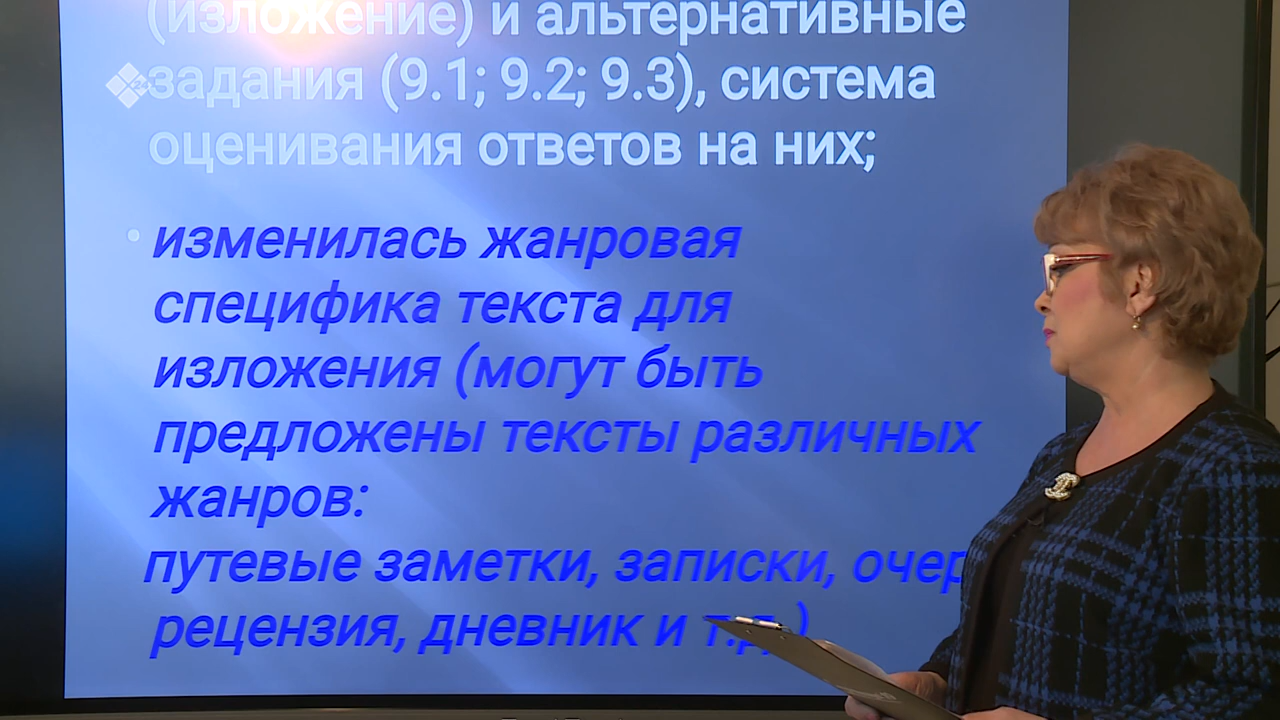 (изложение) и альтернативные
задания (9.1; 9.2; 9.3), система
оценивания ответов на них;
изменилась жанровая
специфика текста для
изложения (могут быть
предложены тексты различных
жанров:
путевые заметки, записки,
рецензия, дневник и т.д.)